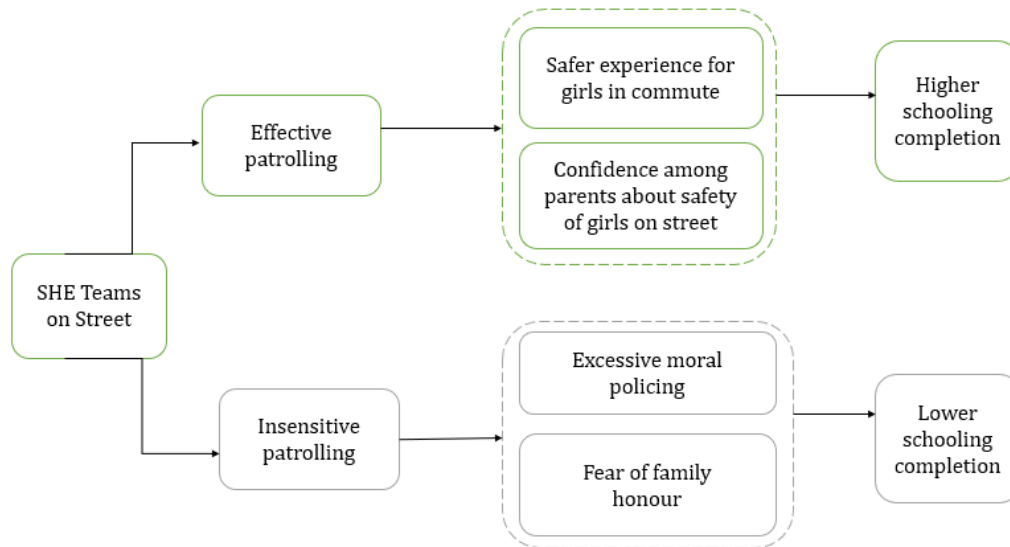 SHE Teams
on Street
Effective
patrolling
Safer experience for
girls in commute
Confidence among
parents about safety
of girls on street
Higher
schooling
completion
Insensitive
patrolling
Excessive moral
policing
Fear of family
honour
Lower
schooling
completion